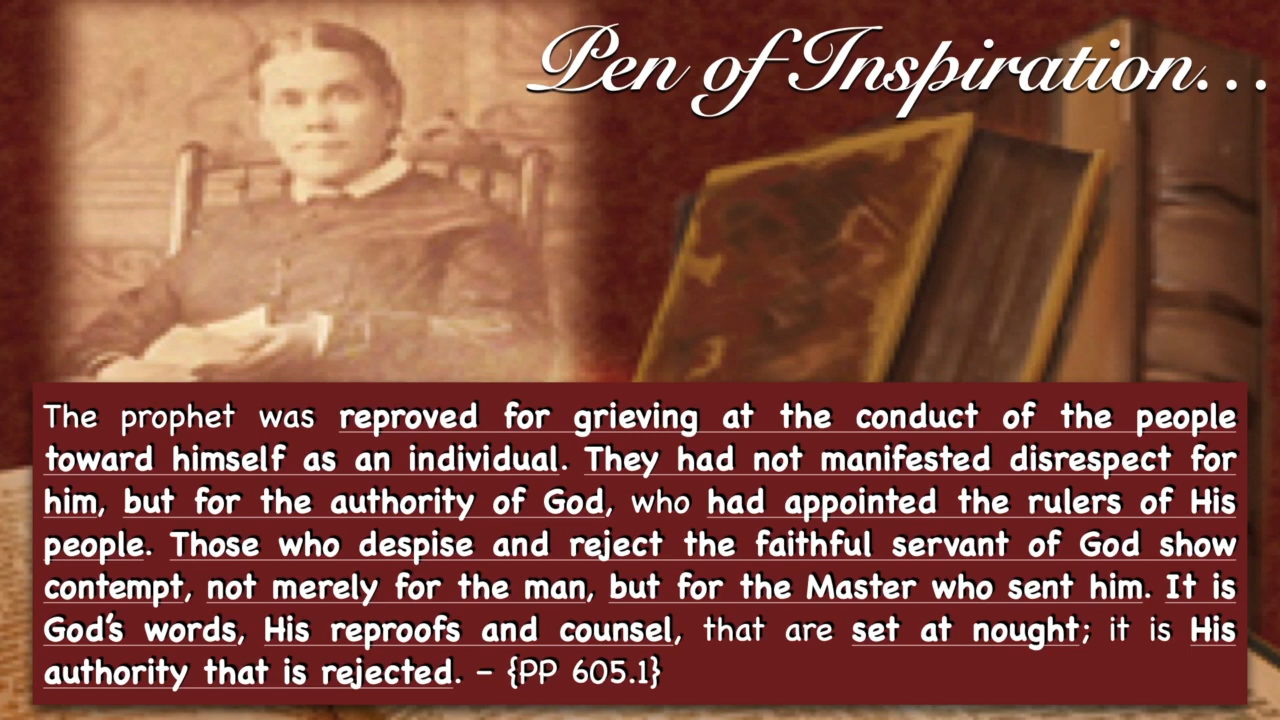 Pen of Inspiration...
The prophet was reproved for grieving at the conduct of the people
toward himself as an individual. They had not manifested disrespect for
him, but for the authority of God, who had appointed the rulers of His
people. Those who despise and reject the faithful servant of God show
contempt, not merely for the man, but for the Master who sent him. It is
God's words, His reproofs and counsel, that are set at nought; it is His
authority that is rejected. – {PP 605.1}